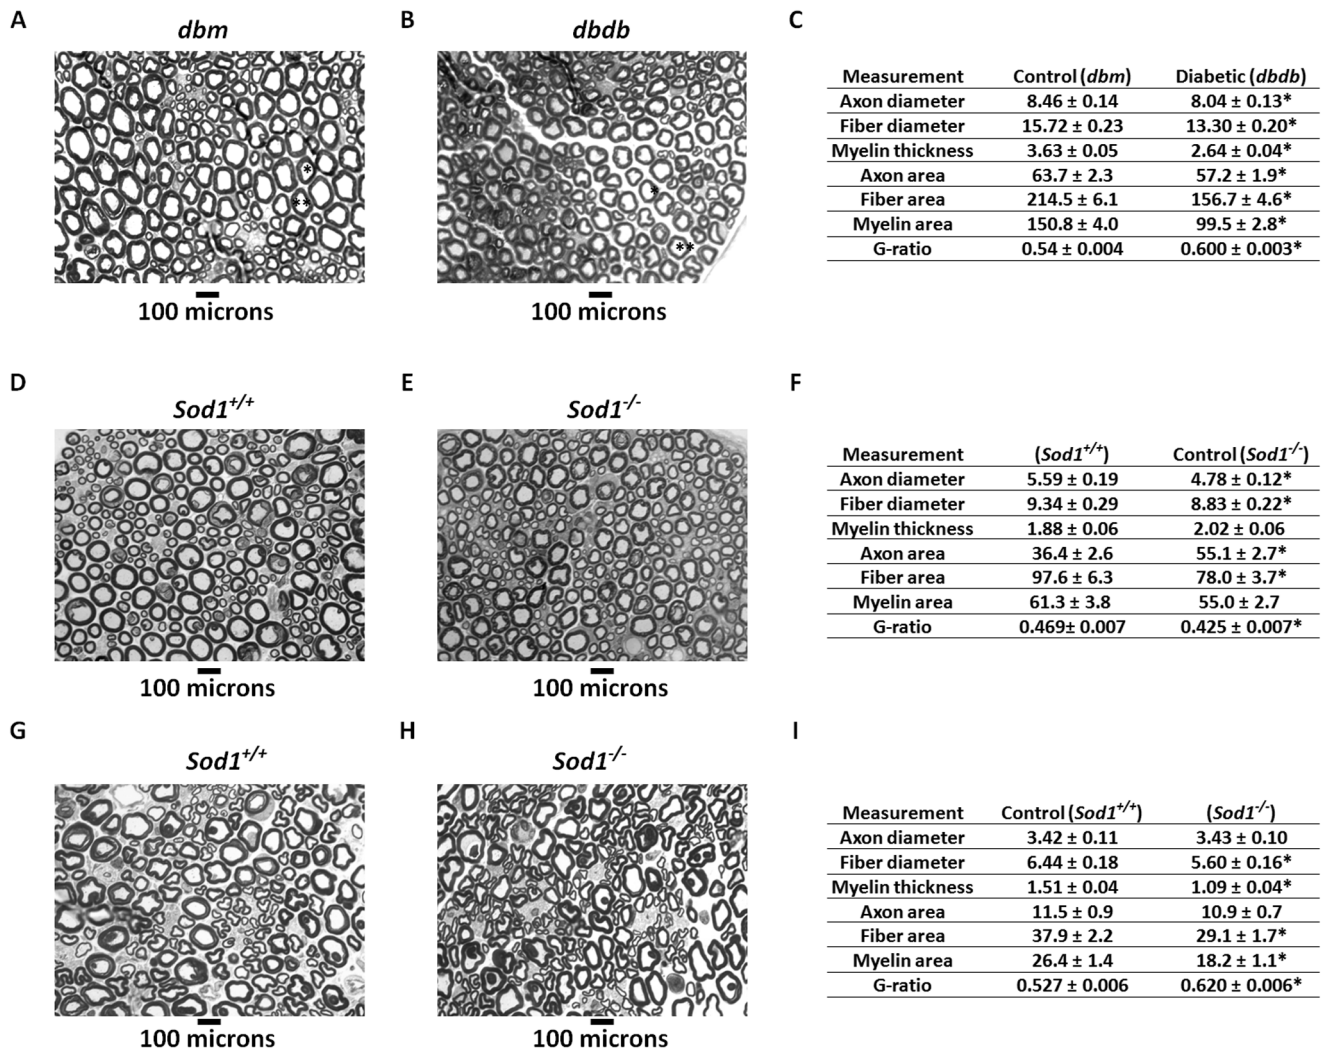 A
dbm
B
dbdb
C
Measurement Control (dbm) Diabetic (dbdb)
Axon diameter 8.46 ± 0.14 8.04 ± 0.13*
Fiber diameter 15.72 ± 0.23 13.30 ± 0.20*
Myelin thickness 3.63 ± 0.05 2.64 ± 0.04*
Axon area 63.7 ± 2.3 57.2 ± 1.9*
Fiber area 214.5 ± 6.1 156.7 ± 4.6*
Myelin area 150.8 ± 4.0 99.5 ± 2.8*
G-ratio 0.54 ± 0.004 0.600 ± 0.003*
*
**
*
**
100 microns
100 microns
D
Sod1+/+
E
Sod1-/-
F
Measurement (Sod1+/+) Control (Sod1-/-)
Axon diameter 5.59 ± 0.19 4.78 ± 0.12*
Fiber diameter 9.34 ± 0.29 8.83 ± 0.22*
Myelin thickness 1.88 ± 0.06 2.02 ± 0.06
Axon area 36.4 ± 2.6 55.1 ± 2.7*
Fiber area 97.6 ± 6.3 78.0 ± 3.7*
Myelin area 61.3 ± 3.8 55.0 ± 2.7
G-ratio 0.469± 0.007 0.425 ± 0.007*
100 microns
100 microns
G
Sod1+/+
H
Sod1-/-
I
Measurement Control (Sod1+/+) (Sod1-/-)
Axon diameter 3.42 ± 0.11 3.43 ± 0.10
Fiber diameter 6.44 ± 0.18 5.60 ± 0.16*
Myelin thickness 1.51 ± 0.04 1.09 ± 0.04*
Axon area 11.5 ± 0.9 10.9 ± 0.7
Fiber area 37.9 ± 2.2 29.1 ± 1.7*
Myelin area 26.4 ± 1.4 18.2 ± 1.1*
G-ratio 0.527 ± 0.006 0.620 ± 0.006*
100 microns
100 microns